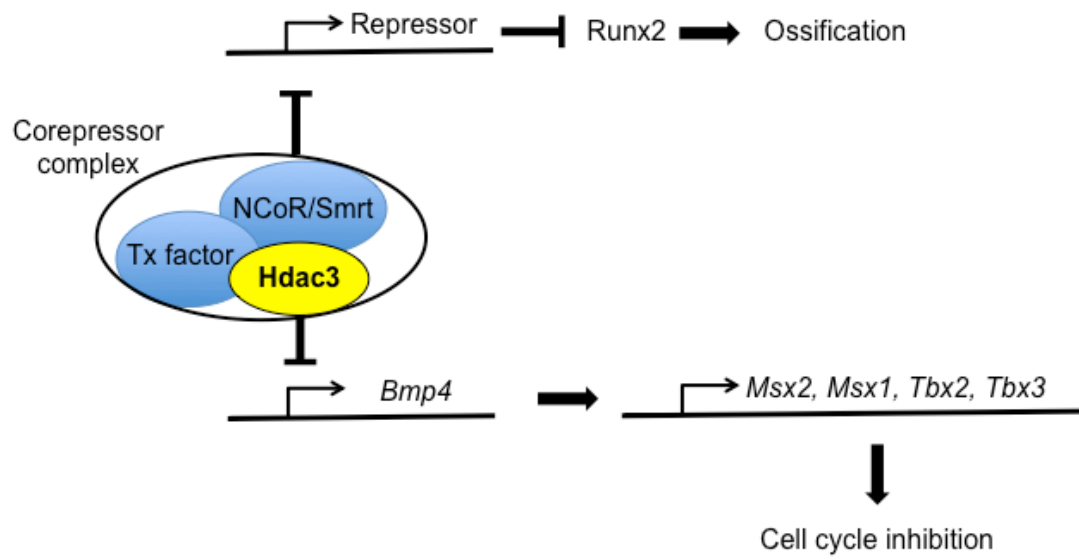 Repressor
Runx2
Ossification
Corepressor
complex
NCoR/Smrt
Tx factor
Hdac3
Bmp4
Msx2, Msx1, Tbx2, Tbx3
Cell cycle inhibition